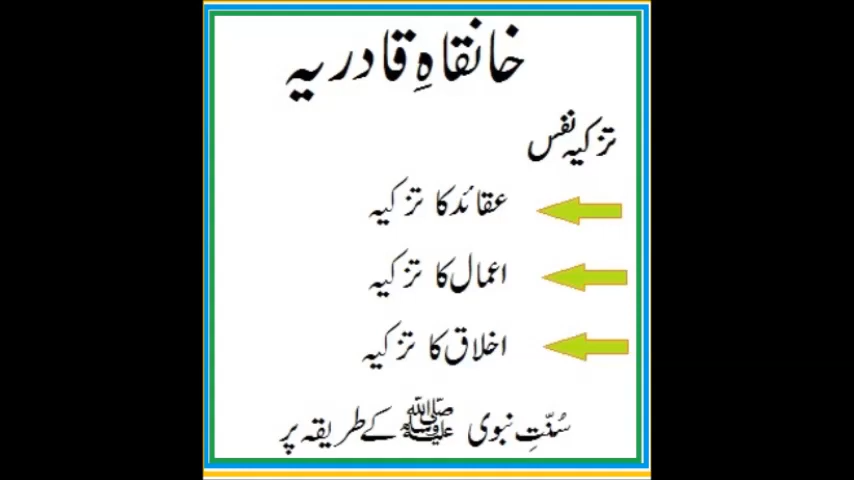 خانقاہِ قادریہ
تزکیہ نفس
عقائد کا تزکیہ
اعمال کا تزکیہ
اخلاق کا تزکیہ
سُنّتِ نبوی ﷺ کے طریقہ پر